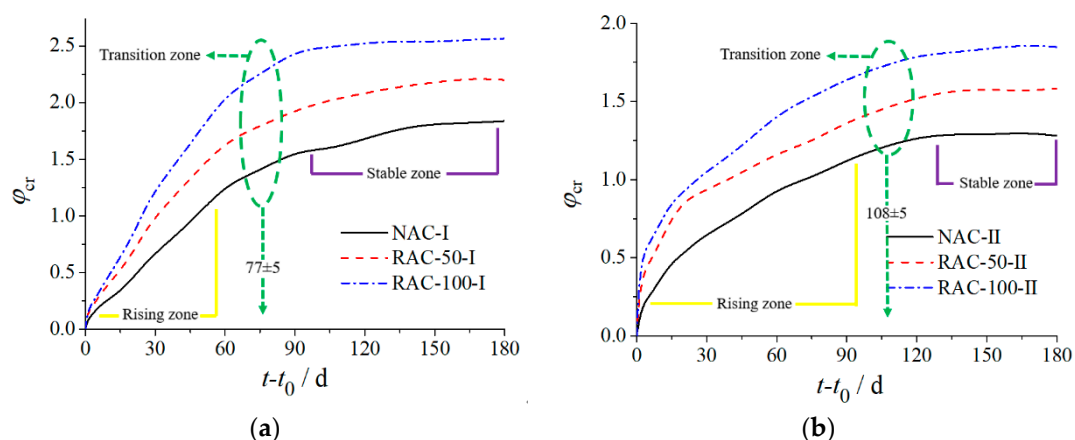 2.5
2.0
1.5
1.0
0.5
0.0
φcr
Transition zone
Stable zone
Rising zone
77±5
NAC-I
RAC-50-I
RAC-100-I
0 30 60 90 120 150 180
t-t0 / d
(a)
2.0
1.5
1.0
0.5
0.0
φcr
Transition zone
Stable zone
108±5
Rising zone
NAC-II
RAC-50-II
RAC-100-II
0 30 60 90 120 150 180
t-t0 / d
(b)